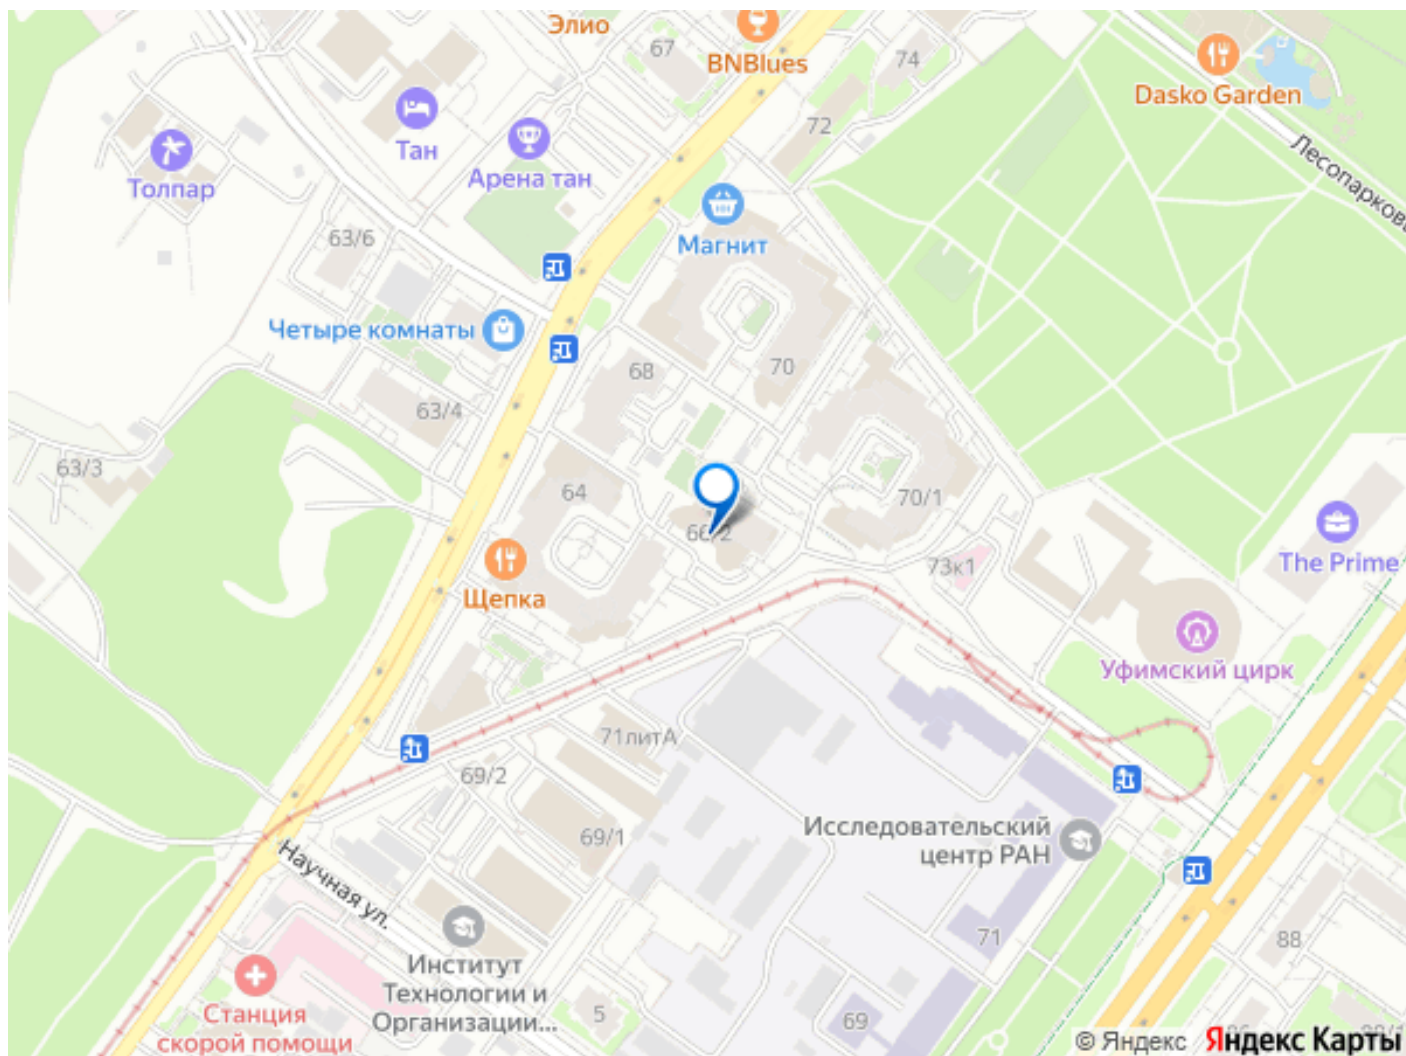 Элио
67
BNBlues
74
Dasko Garden
72
Тан
Арена тан
Толпар
Лесопарков
63/6
Магнит
Четыре комнаты
68
70
63/4
63/3
64
70/1
66/2
73к1
The Prime
Щепка
Уфимский цирк
71литА
69/2
69/1
Исследовательский
центр РАН
Научная ул.
71
88
Институт
Технологии и
Организации...
Станция
скорой помощи
5
69
© Яндекс Яндекс Карты